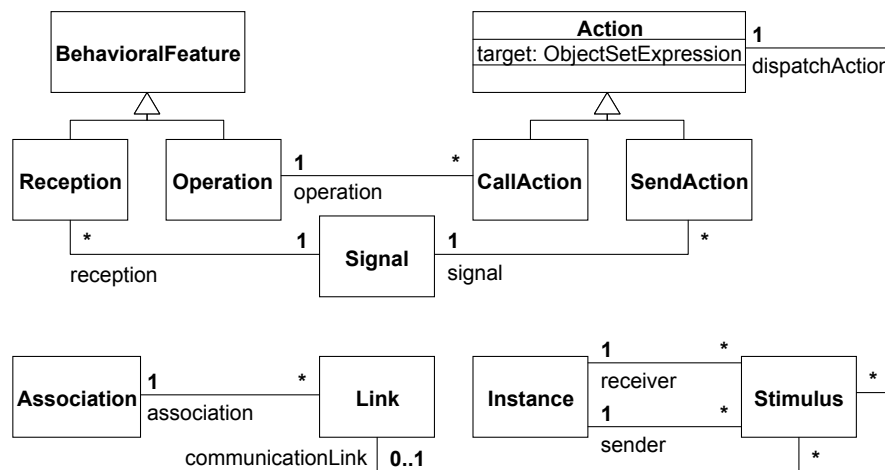 Action
BehavioralFeature
target: ObjectSetExpression
1
dispatchAction
Reception
Operation
1
operation
*
CallAction
SendAction
*
reception
1
Signal
1
signal
*
Association
1
association
*
Link
communicationLink
0..1
Instance
1
receiver
*
1
sender
*
Stimulus
*
*